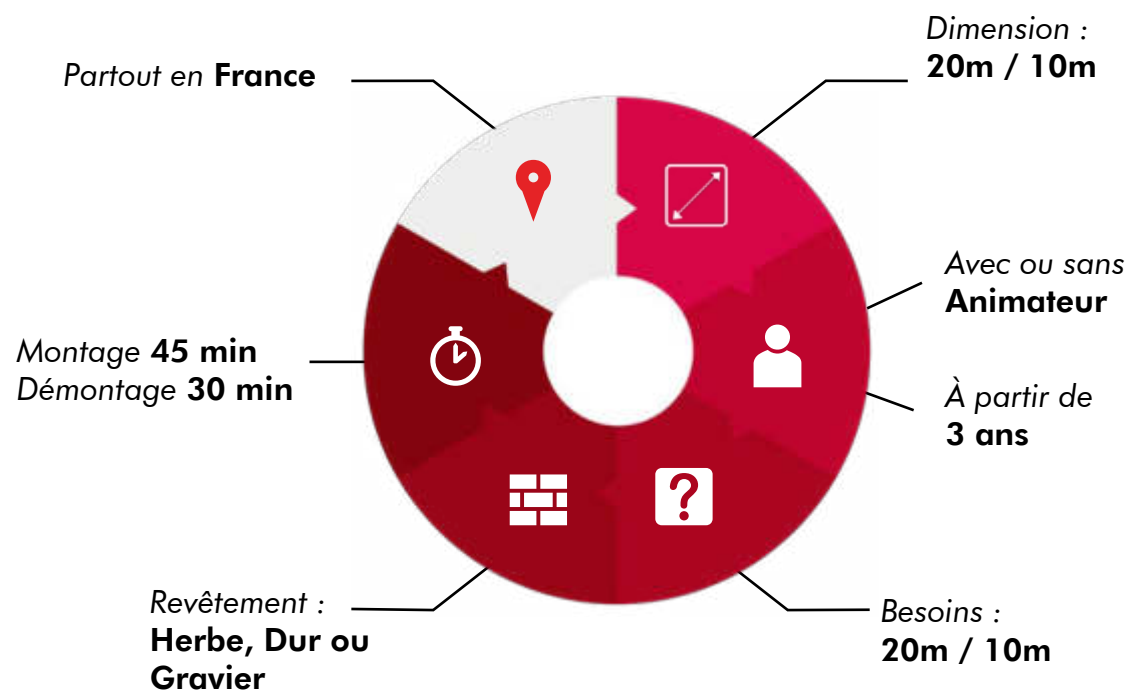 Partout en France
Dimension :
20m / 10m
Avec ou sans
Animateur
À partir de
3 ans
Besoins :
20m / 10m
Revêtement :
Herbe, Dur ou
Gravier
Montage 45 min
Démontage 30 min
?